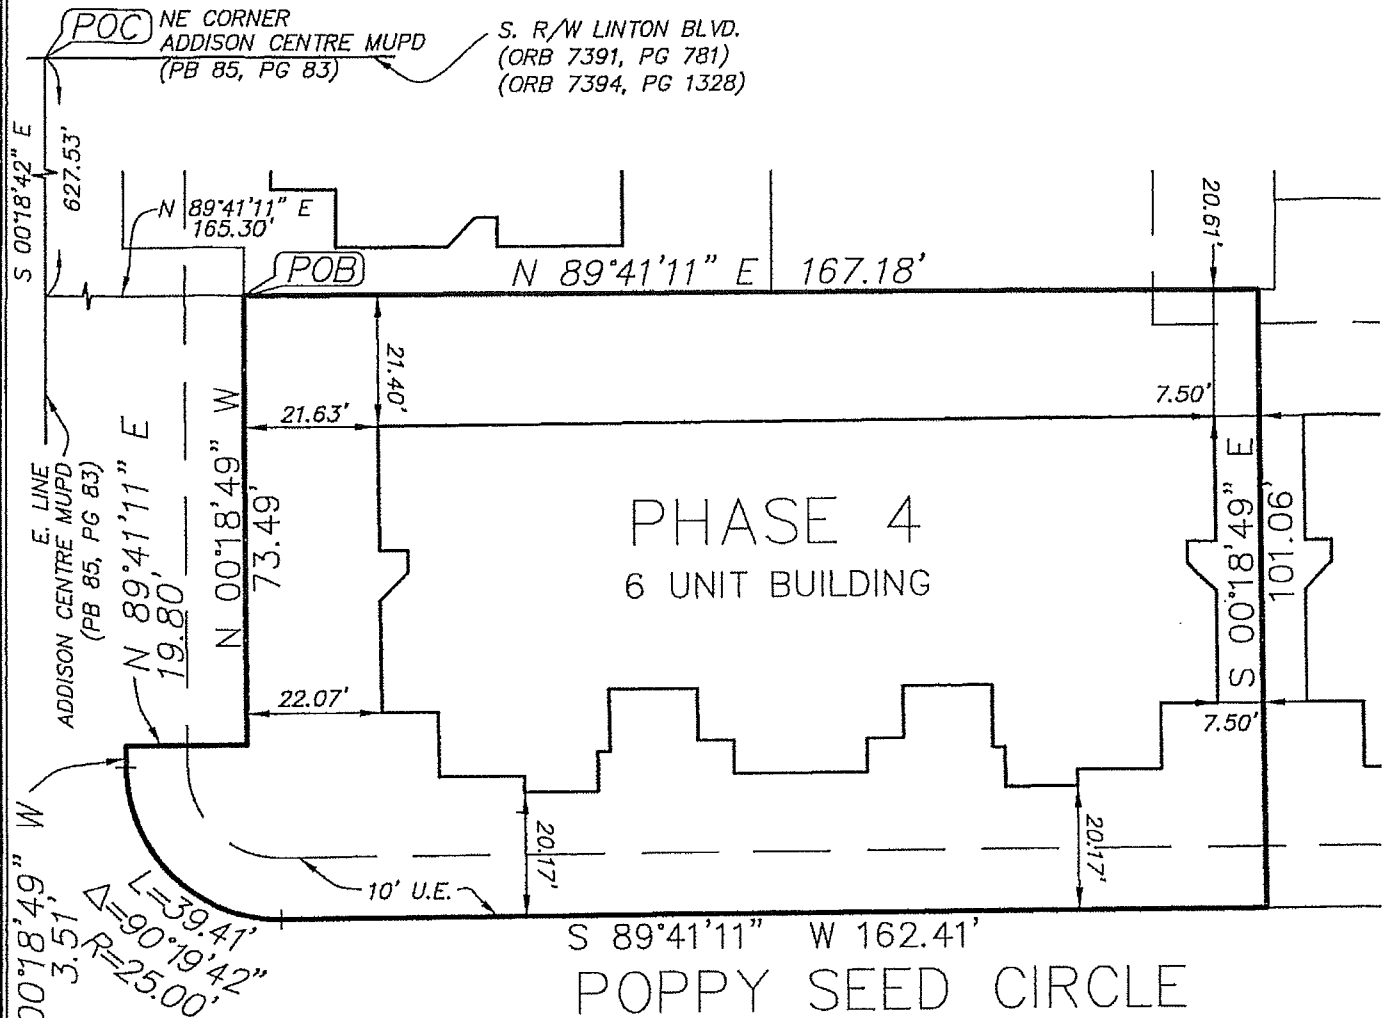 POC
NE CORNER
ADDISON CENTRE MUPD
(PB 85, PG 83)
S. R/W LINTON BLVD.
(ORB 7391, PG 781)
(ORB 7394, PG 1328)
S 00°18'42" E
627.53'
N 89°41'11" E
165.30'
POB
N 89°41'11" E 167.18'
20.61'
21.40'
21.63'
7.50'
E. LINE
ADDISON CENTRE MUPD
(PB 85, PG 83)
N 89°41'11" E
19.80'
N 00°18'49" W
73.49'
PHASE 4
6 UNIT BUILDING
S 00°18'49" E
101.06'
22.07'
7.50'
00°18'49" W
3.51'
L=39.41'
Δ=90°19'42"
R=25.00'
10' U.E.
20.17'
20.17'
S 89°41'11" W 162.41'
POPPY SEED CIRCLE